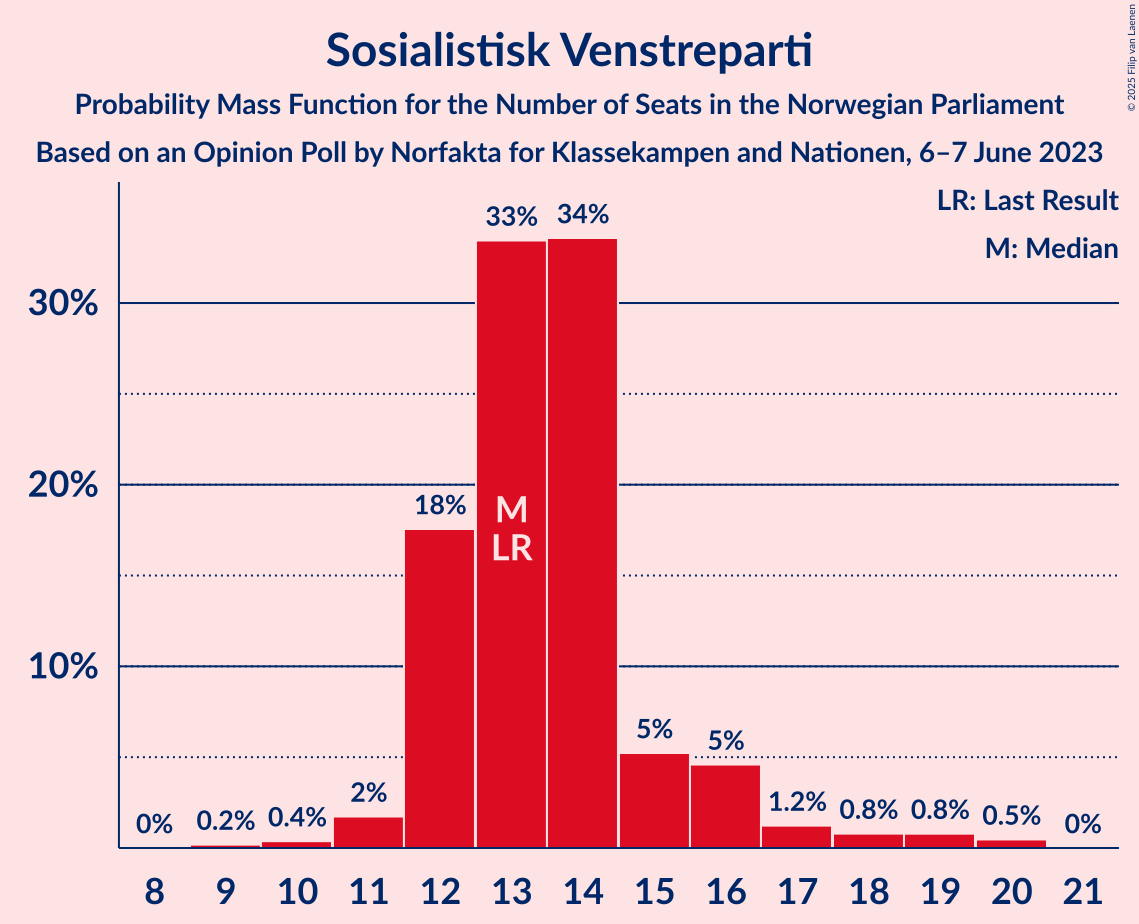 Sosialistisk Venstreparti
Probability Mass Function for the Number of Seats in the Norwegian Parliament
Based on an Opinion Poll by Norfakta for Klassekampen and Nationen, 6–7 June 2023
© 2025 Filip van Laenen
LR: Last Result
M: Median
33%
34%
30%
20%
18%
M
LR
10%
5%
5%
2%
1.2%
0.8%
0.8%
0.5%
0.4%
0.2%
0%
0%
8 9 10 11 12 13 14 15 16 17 18 19 20 21